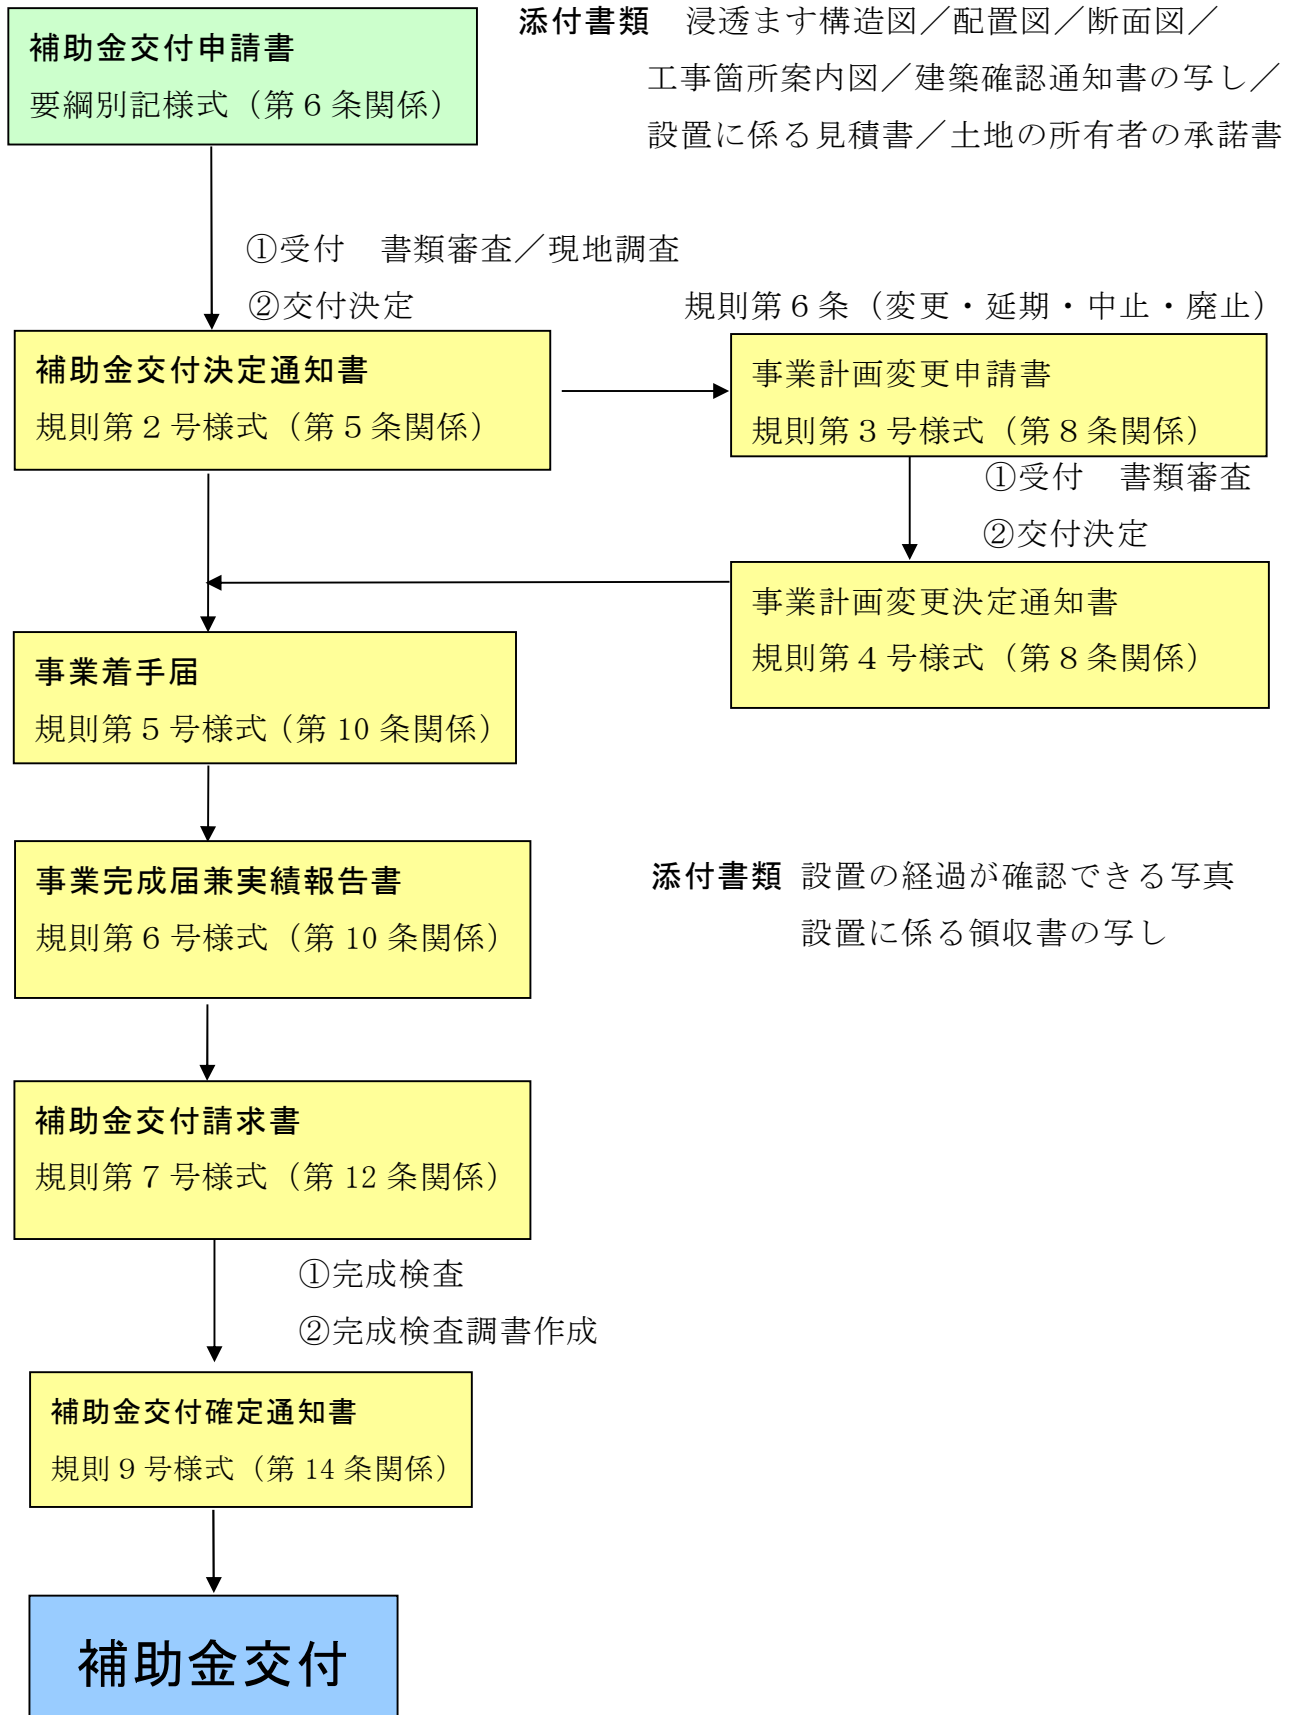 補助金交付申請書
要綱別記様式（第６条関係）
添付書類　浸透ます構造図／配置図／断面図／
工事箇所案内図／建築確認通知書の写し／
設置に係る見積書／土地の所有者の承諾書
①受付　書類審査／現地調査
②交付決定
規則第６条（変更・延期・中止・廃止）
補助金交付決定通知書
規則第２号様式（第５条関係）
事業計画変更申請書
規則第３号様式（第８条関係）
①受付　書類審査
②交付決定
事業計画変更決定通知書
規則第４号様式（第８条関係）
事業着手届
規則第５号様式（第 10 条関係）
事業完成届兼実績報告書
規則第６号様式（第 10 条関係）
添付書類 設置の経過が確認できる写真
設置に係る領収書の写し
補助金交付請求書
規則第７号様式（第 12 条関係）
①完成検査
②完成検査調書作成
補助金交付確定通知書
規則９号様式（第 14 条関係）
補助金交付